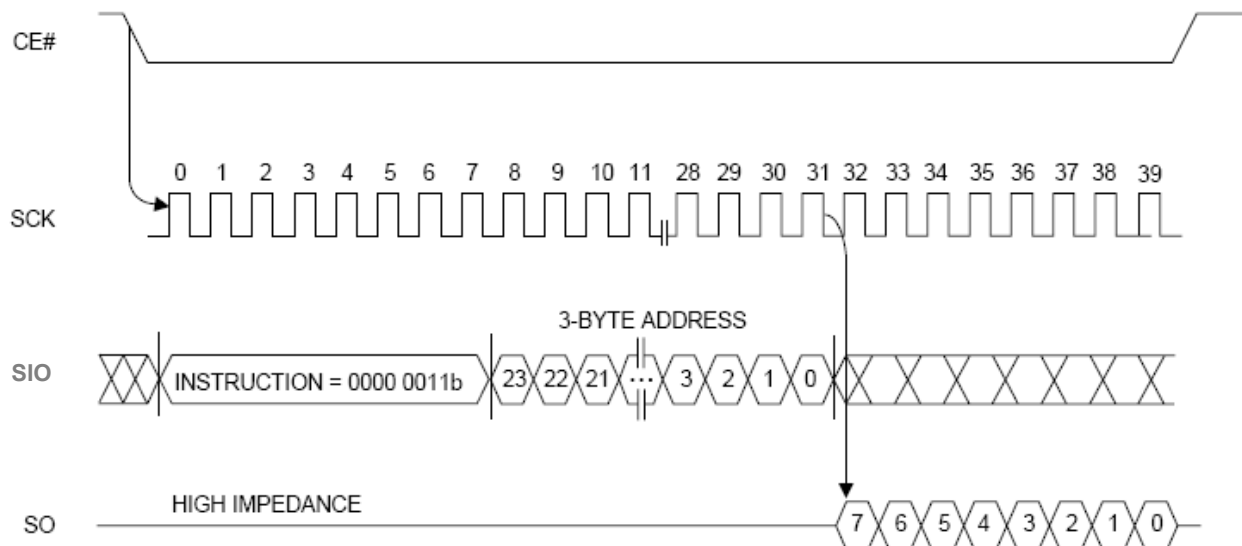 CE#
0 1 2 3 4 5 6 7 8 9 10 11 28 29 30 31 32 33 34 35 36 37 38 39
SCK
3-BYTE ADDRESS
SIO INSTRUCTION = 0000 0011b 23 22 21 ... 3 2 1 0
HIGH IMPEDANCE
SO 7 6 5 4 3 2 1 0